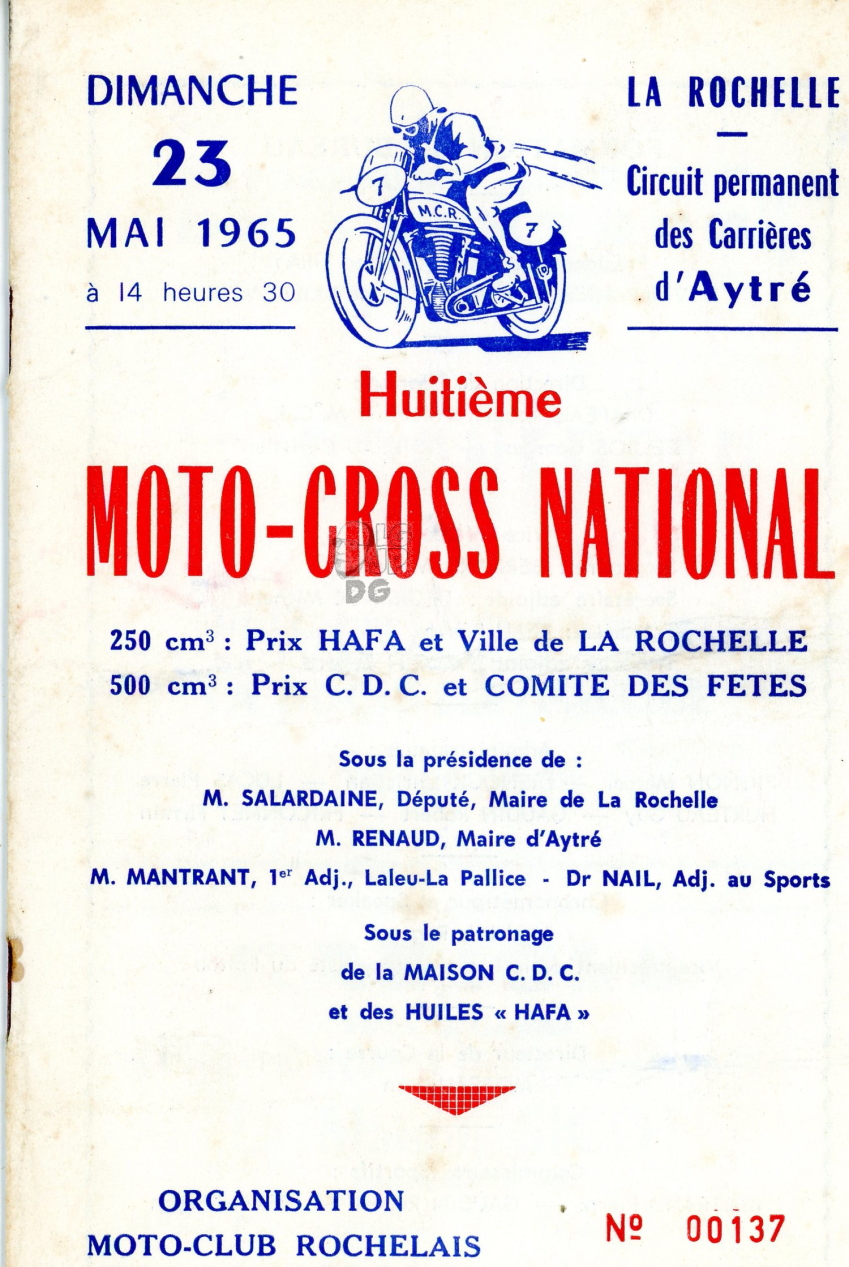 DIMANCHE
23
MAI 1965
à 14 heures 30
7
M.C.R.
7
LA ROCHELLE
—
Circuit permanent
des Carrières
d'Aytré
Huitième
MOTO-CROSS NATIONAL
DG
250 cm³ : Prix HAFA et Ville de LA ROCHELLE
500 cm³ : Prix C. D. C. et COMITE DES FETES
Sous la présidence de :
M. SALARDAINE, Député, Maire de La Rochelle
M. RENAUD, Maire d'Aytré
M. MANTRANT, 1er Adj., Laleu-La Pallice - Dr NAIL, Adj. au Sports
Sous le patronage
de la MAISON C. D. C.
et des HUILES « HAFA »
ORGANISATION
MOTO-CLUB ROCHELAIS
Nº 00137